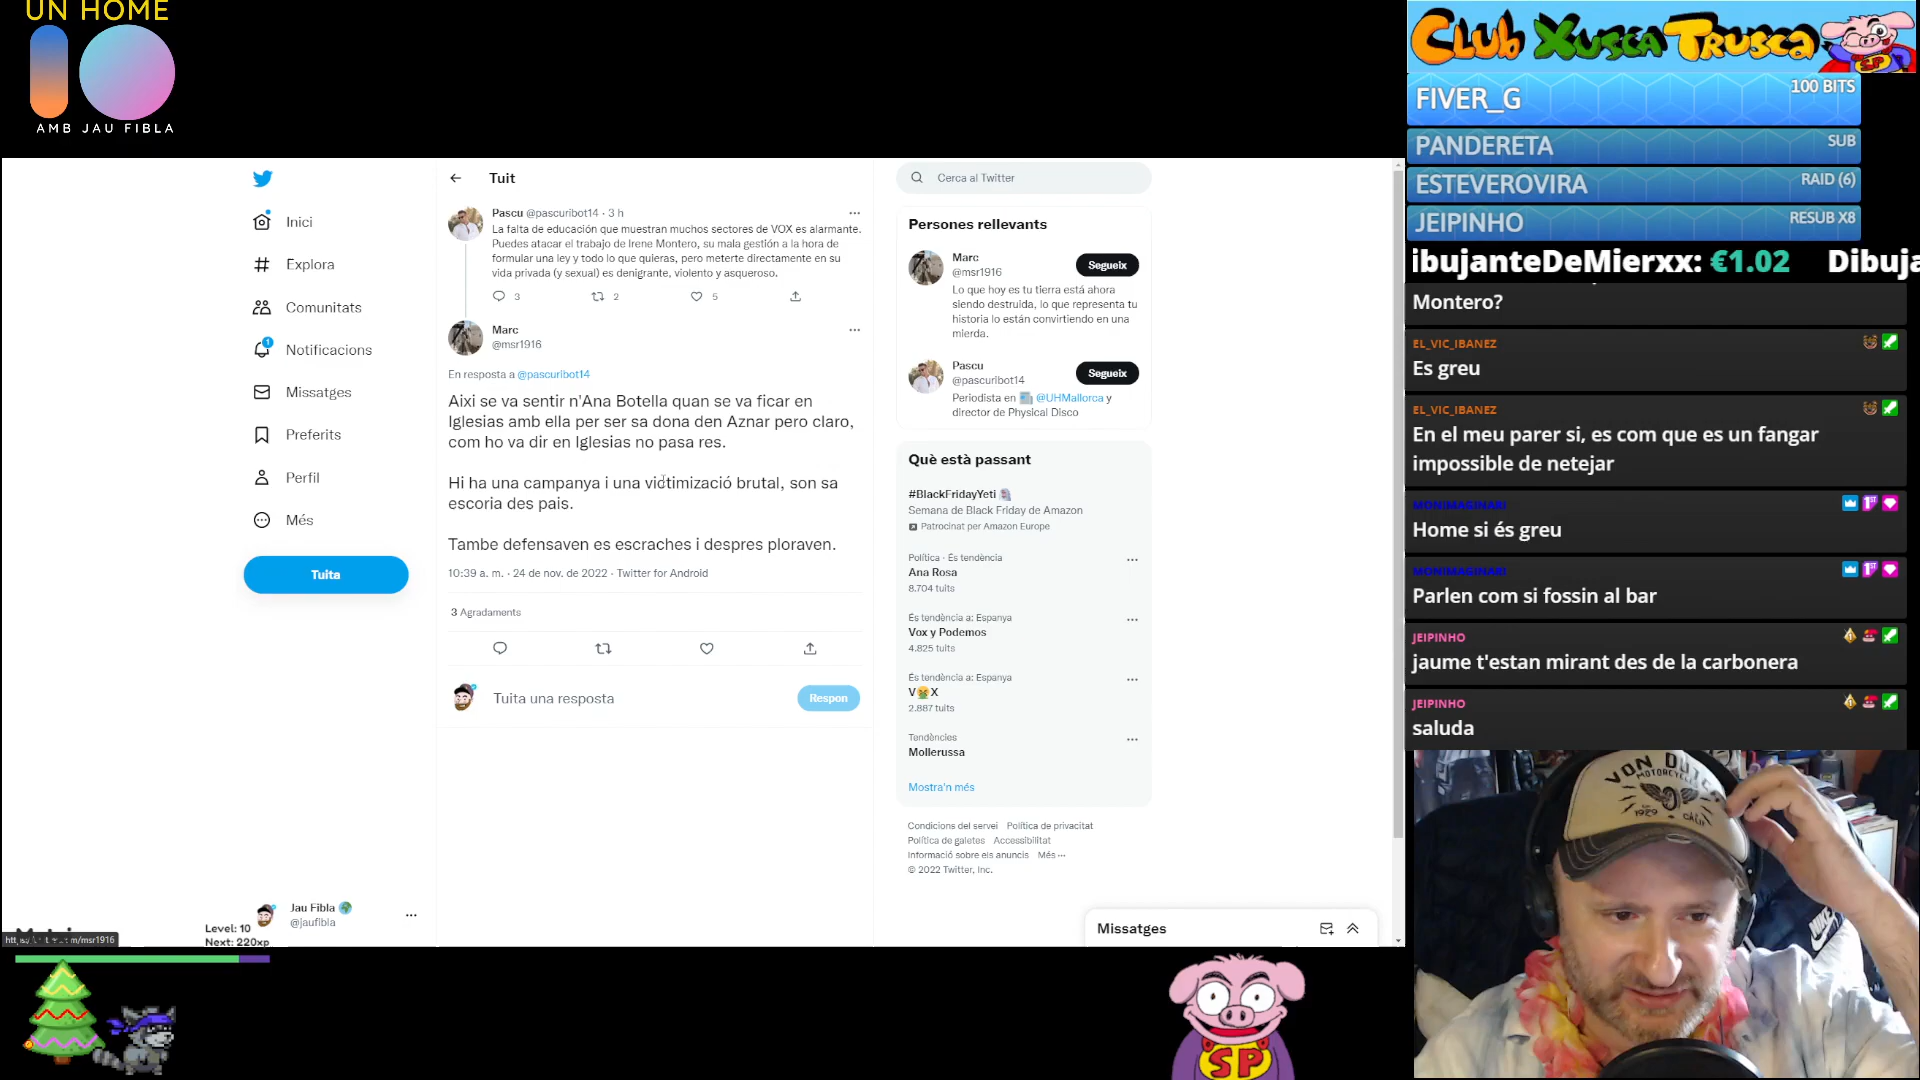 UN HOME
AMB JAU FIBLA
Inici
Explora
Comunitats
1
Notificacions
Missatges
Preferits
Perfil
Més
Tuita
Jau Fibla
@jaufibla
Level: 10
Next: 220xp
Tuit
Pascu @pascuribot14 · 3 h
La falta de educación que muestran muchos sectores de VOX es alarmante.
Puedes atacar el trabajo de Irene Montero, su mala gestión a la hora de
formular una ley y todo lo que quieras, pero meterte directamente en su
vida privada (y sexual) es denigrante, violento y asqueroso.
3 2 5
Marc
@msr1916
En resposta a @pascuribot14
Aixi se va sentir n'Ana Botella quan se va ficar en
Iglesias amb ella per ser sa dona den Aznar pero claro,
com ho va dir en Iglesias no pasa res.
Hi ha una campanya i una victimizació brutal, son sa
escoria des pais.
Tambe defensaven es escraches i despres ploraven.
10:39 a. m. · 24 de nov. de 2022 · Twitter for Android
3 Agradaments
Tuita una resposta
Respon
Cerca al Twitter
Persones rellevants
Marc
@msr1916
Segueix
Lo que hoy es tu tierra está ahora
siendo destruida, lo que representa tu
historia lo están convirtiendo en una
mierda.
Pascu
@pascuribot14
Segueix
Periodista en @UHMallorca y
director de Physical Disco
Què està passant
#BlackFridayYeti
Semana de Black Friday de Amazon
Patrocinat per Amazon Europe
Política · És tendència
Ana Rosa
8.704 tuits
És tendència a: Espanya
Vox y Podemos
4.825 tuits
És tendència a: Espanya
V🤮X
2.887 tuits
Tendències
Mollerussa
Mostra'n més
Condicions del servei Política de privacitat
Política de galetes Accessibilitat
Informació sobre els anuncis Més ···
© 2022 Twitter, Inc.
Missatges
Club Xusca Trusca
SP
FIVER_G 100 BITS
PANDERETA SUB
ESTEVEROVIRA RAID (6)
JEIPINHO RESUB X8
ibujanteDeMierxx: €1.02 Dibuja
Montero?
EL_VIC_IBANEZ
Es greu
EL_VIC_IBANEZ
En el meu parer si, es com que es un fangar
impossible de netejar
MONIMAGINARI
Home si és greu
MONIMAGINARI
Parlen com si fossin al bar
JEIPINHO
jaume t'estan mirant des de la carbonera
JEIPINHO
saluda
VON DUTCH
MOTORCYCLES
1929 CALIF
SP